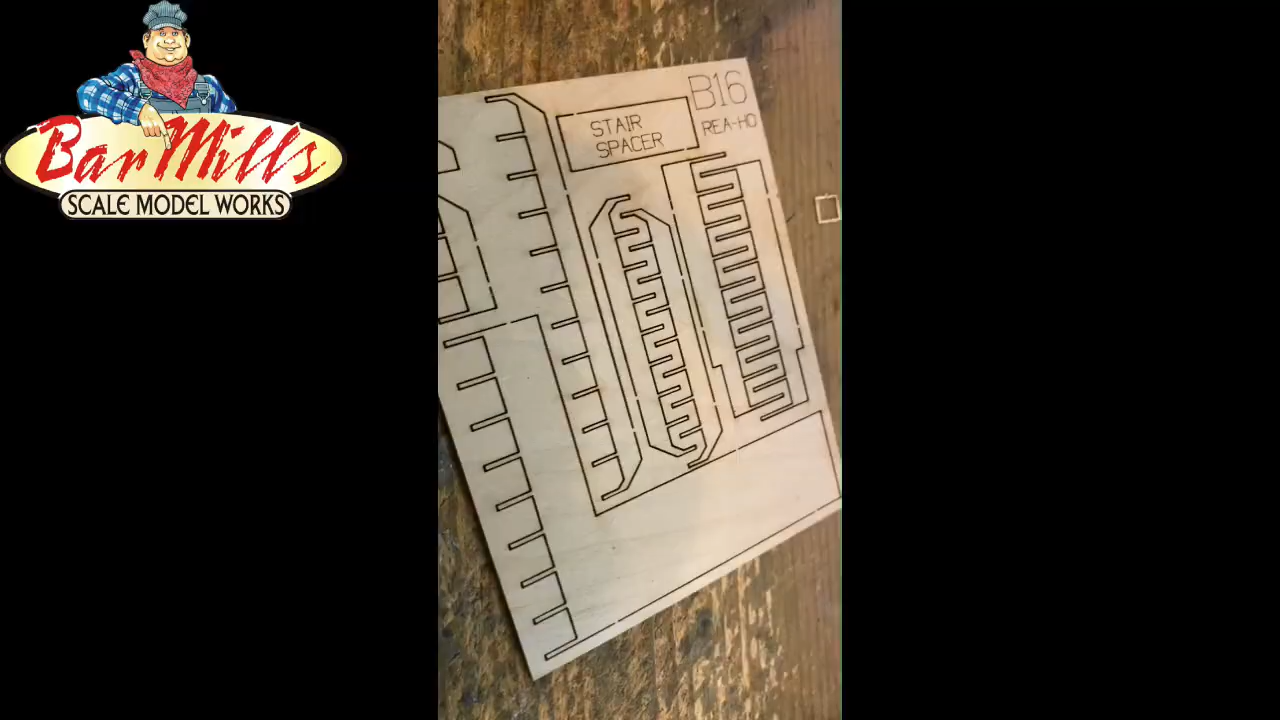 Bar Mills
SCALE MODEL WORKS
B16
REA-HO
STAIR
SPACER